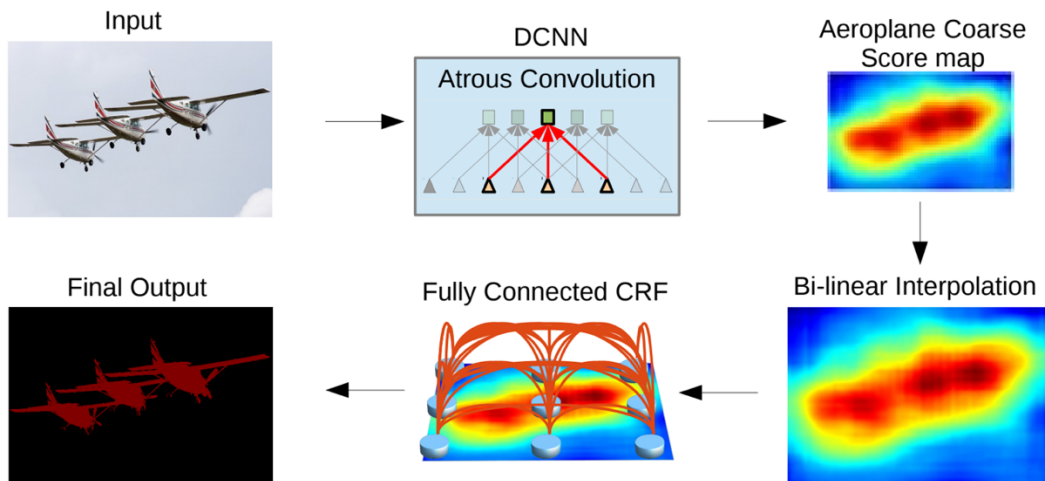 Input
DCNN
Atrous Convolution
Aeroplane Coarse
Score map
Final Output
Fully Connected CRF
Bi-linear Interpolation